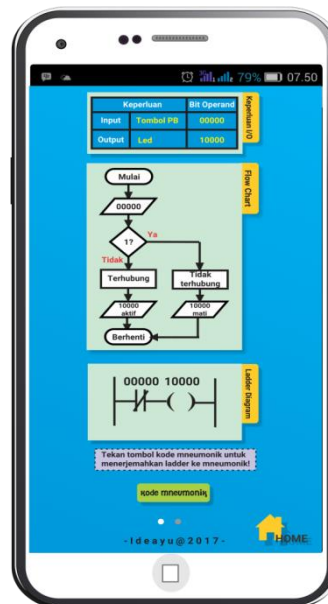 79% 07.50
Keperluan Bit Operand
Input Tombol PB 00000
Output Led 10000
Keperluan I/O
Flow Chart
Mulai
00000
1?
Ya
Tidak
Terhubung
Tidak
terhubung
10000
aktif
10000
mati
Berhenti
Ladder Diagram
00000 10000
Tekan tombol kode mneumonik untuk
menerjemahkan ladder ke mneumonik!
kode mneumonik
-Ideayu@2017-
HOME